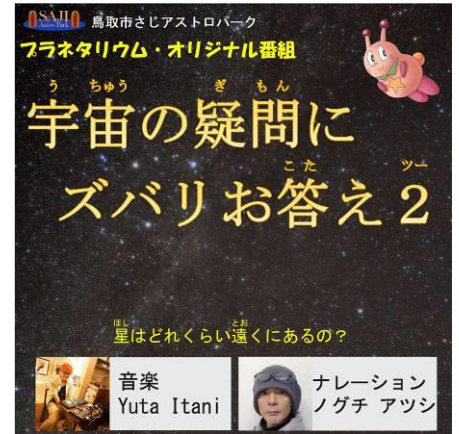 SAJI
Astro Park
鳥取市さじアストロパーク
プラネタリウム・オリジナル番組
う ちゅう ぎ もん
宇宙の疑問に
こた ツー
ズバリお答え2
ほし とお
星はどれくらい遠くにあるの?
音楽
Yuta Itani
ナレーション
ノグチ アツシ